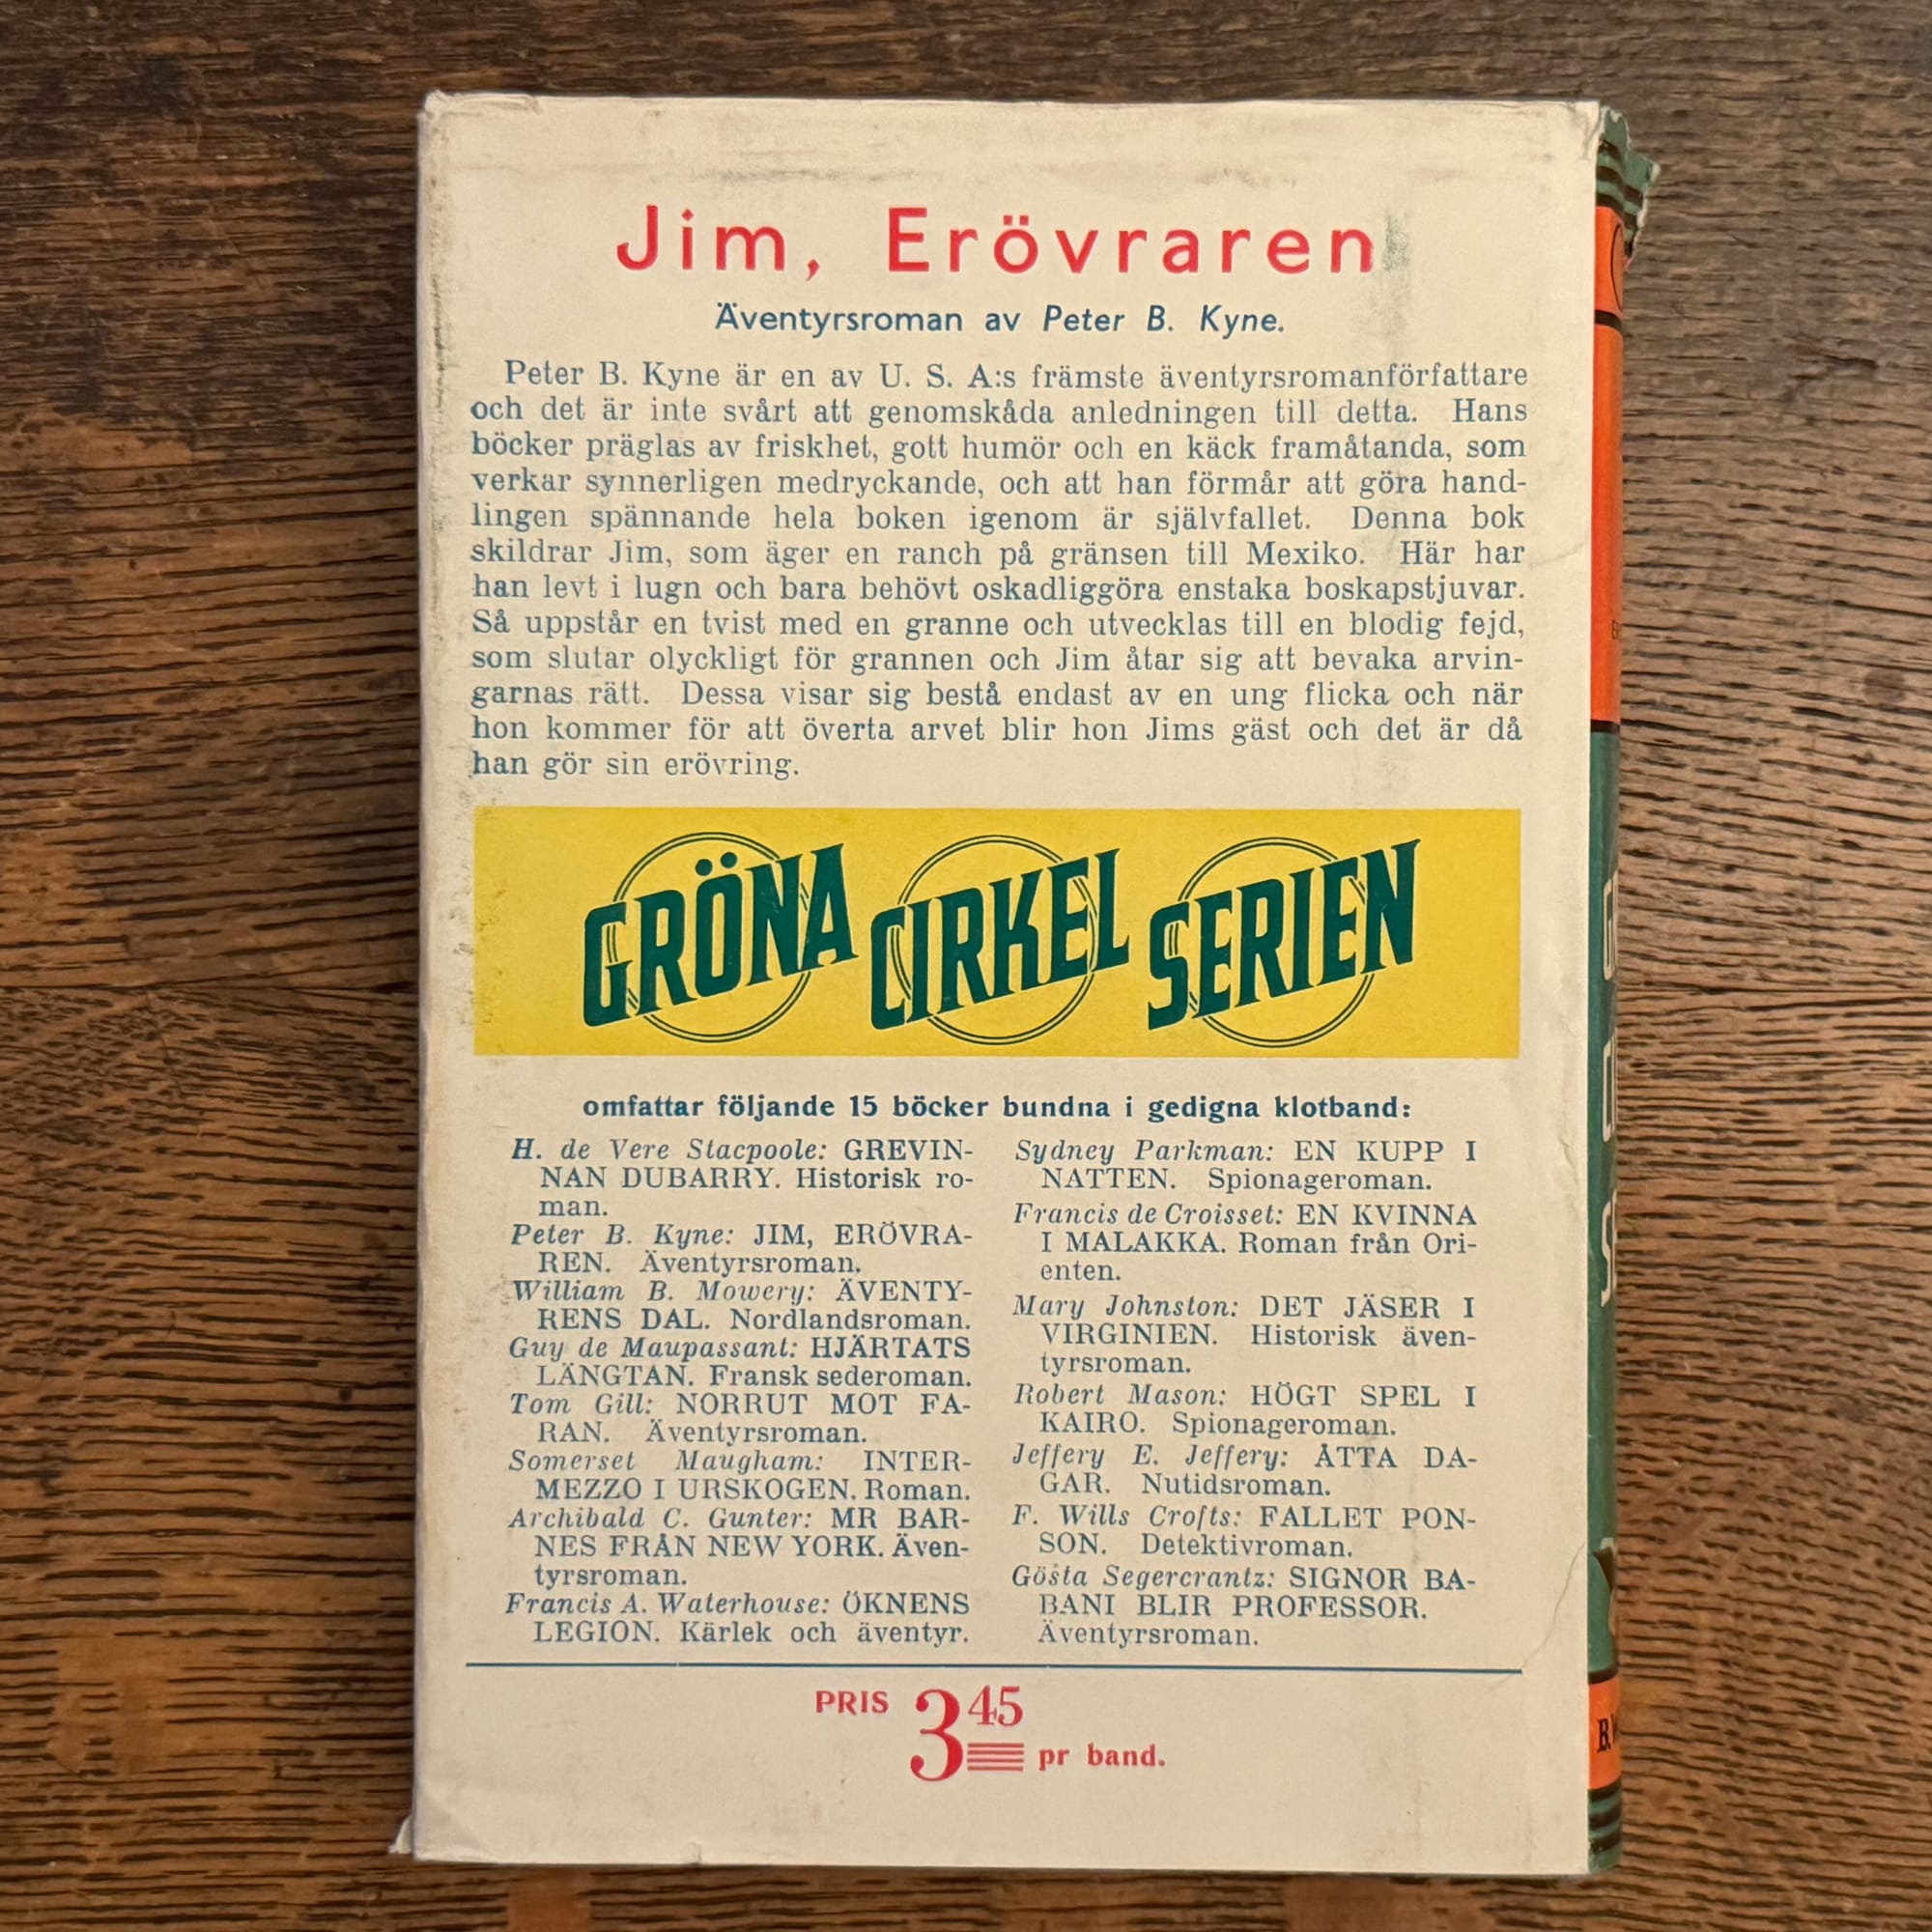 Jim, Erövraren
Äventyrsroman av Peter B. Kyne.
Peter B. Kyne är en av U. S. A:s främste äventyrsromanförfattare
och det är inte svårt att genomskåda anledningen till detta. Hans
böcker präglas av friskhet, gott humör och en käck framåtanda, som
verkar synnerligen medryckande, och att han förmår att göra hand-
lingen spännande hela boken igenom är självfallet. Denna bok
skildrar Jim, som äger en ranch på gränsen till Mexiko. Här har
han levt i lugn och bara behövt oskadliggöra enstaka boskapstjuvar.
Så uppstår en tvist med en granne och utvecklas till en blodig fejd,
som slutar olyckligt för grannen och Jim åtar sig att bevaka arvin-
garnas rätt. Dessa visar sig bestå endast av en ung flicka och när
hon kommer för att överta arvet blir hon Jims gäst och det är då
han gör sin erövring.
GRÖNA CIRKEL SERIEN
omfattar följande 15 böcker bundna i gedigna klotband:
H. de Vere Stacpoole: GREVIN-
NAN DUBARRY. Historisk ro-
man.
Peter B. Kyne: JIM, ERÖVRA-
REN. Äventyrsroman.
William B. Mowery: ÄVENTY-
RENS DAL. Nordlandsroman.
Guy de Maupassant: HJÄRTATS
LÄNGTAN. Fransk sederoman.
Tom Gill: NORRUT MOT FA-
RAN. Äventyrsroman.
Somerset Maugham: INTER-
MEZZO I URSKOGEN. Roman.
Archibald C. Gunter: MR BAR-
NES FRÅN NEW YORK. Även-
tyrsroman.
Francis A. Waterhouse: ÖKNENS
LEGION. Kärlek och äventyr.
Sydney Parkman: EN KUPP I
NATTEN. Spionageroman.
Francis de Croisset: EN KVINNA
I MALAKKA. Roman från Ori-
enten.
Mary Johnston: DET JÄSER I
VIRGINIEN. Historisk även-
tyrsroman.
Robert Mason: HÖGT SPEL I
KAIRO. Spionageroman.
Jeffery E. Jeffery: ÅTTA DA-
GAR. Nutidsroman.
F. Wills Crofts: FALLET PON-
SON. Detektivroman.
Gösta Segercrantz: SIGNOR BA-
BANI BLIR PROFESSOR.
Äventyrsroman.
PRIS 3 45 pr band.